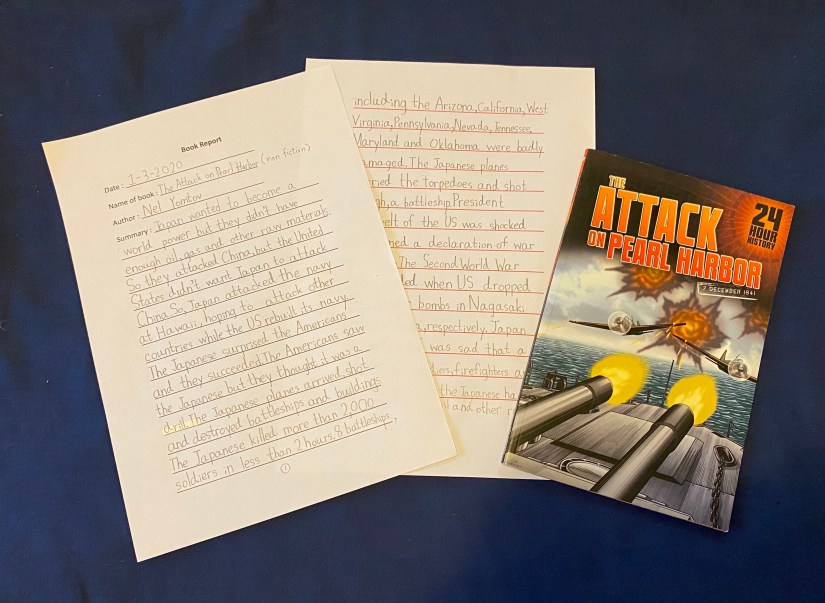 Book Report
Date : 1-3-2020
Name of book : The Attack on Pearl Harbor (non fiction)
Author : Nel Yomtov
Summary : Japan wanted to become a
world power but they didn't have
enough oil, gas and other raw materials.
So they attacked China, but the United
States didn't want Japan to attack
China. So, Japan attacked the navy
at Hawaii, hoping to attack other
countries while the US rebuilt its navy.
The Japanese surprised the Americans
and they succeeded. The Americans saw
the Japanese but they thought it was a
drill. The Japanese planes arrived shot
and destroyed battleships and buildings.
The Japanese killed more than 2,000
soldiers in less than 2 hours. 8 battleships,
1
including the Arizona, California, West
Virginia, Pennsylvania, Nevada, Tennessee,
Maryland and Oklahoma were badly
maged. The Japanese planes
ried the torpedoes and shot
gh, a battleship. President
elt of the US was shocked
ned a declaration of war
The Second World War
ed when US dropped
bombs in Nagasaki
a, respectively. Japan
was sad that a
iers, firefighters a
the Japanese ha
l and other r
THE
ATTACK
ON PEARL HARBOR
7 DECEMBER 1941
24
HOUR
HISTORY